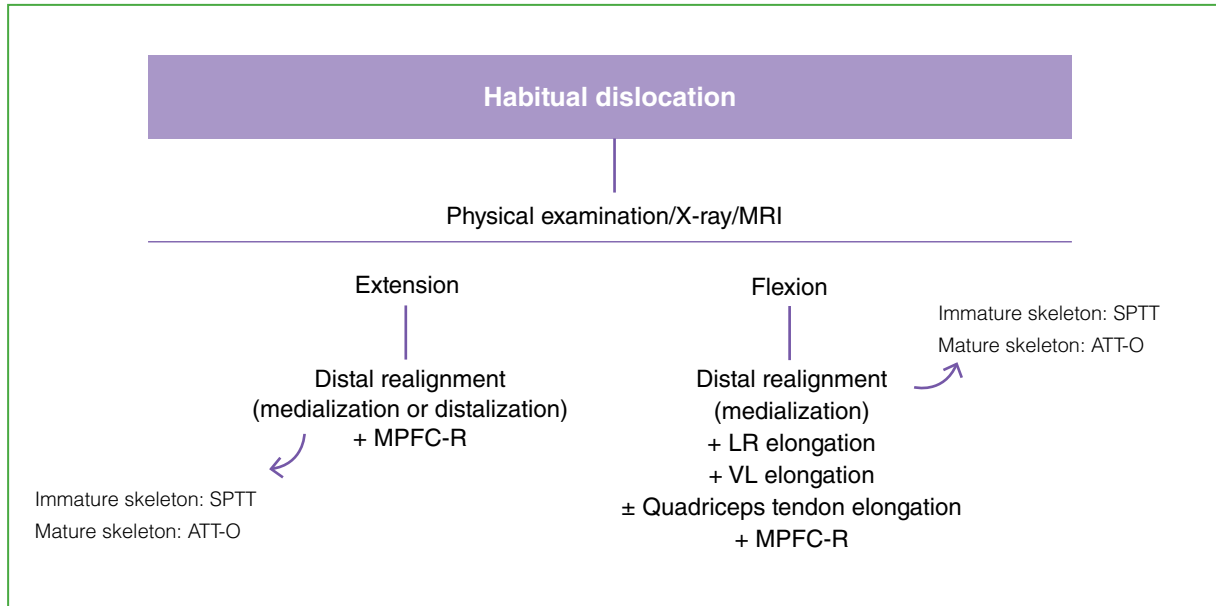 Habitual dislocation
Physical examination/X-ray/MRI
Extension
Distal realignment
(medialization or distalization)
+ MPFC-R
Immature skeleton: SPTT
Mature skeleton: ATT-O
Flexion
Distal realignment
(medialization)
+ LR elongation
+ VL elongation
± Quadriceps tendon elongation
+ MPFC-R
Immature skeleton: SPTT
Mature skeleton: ATT-O